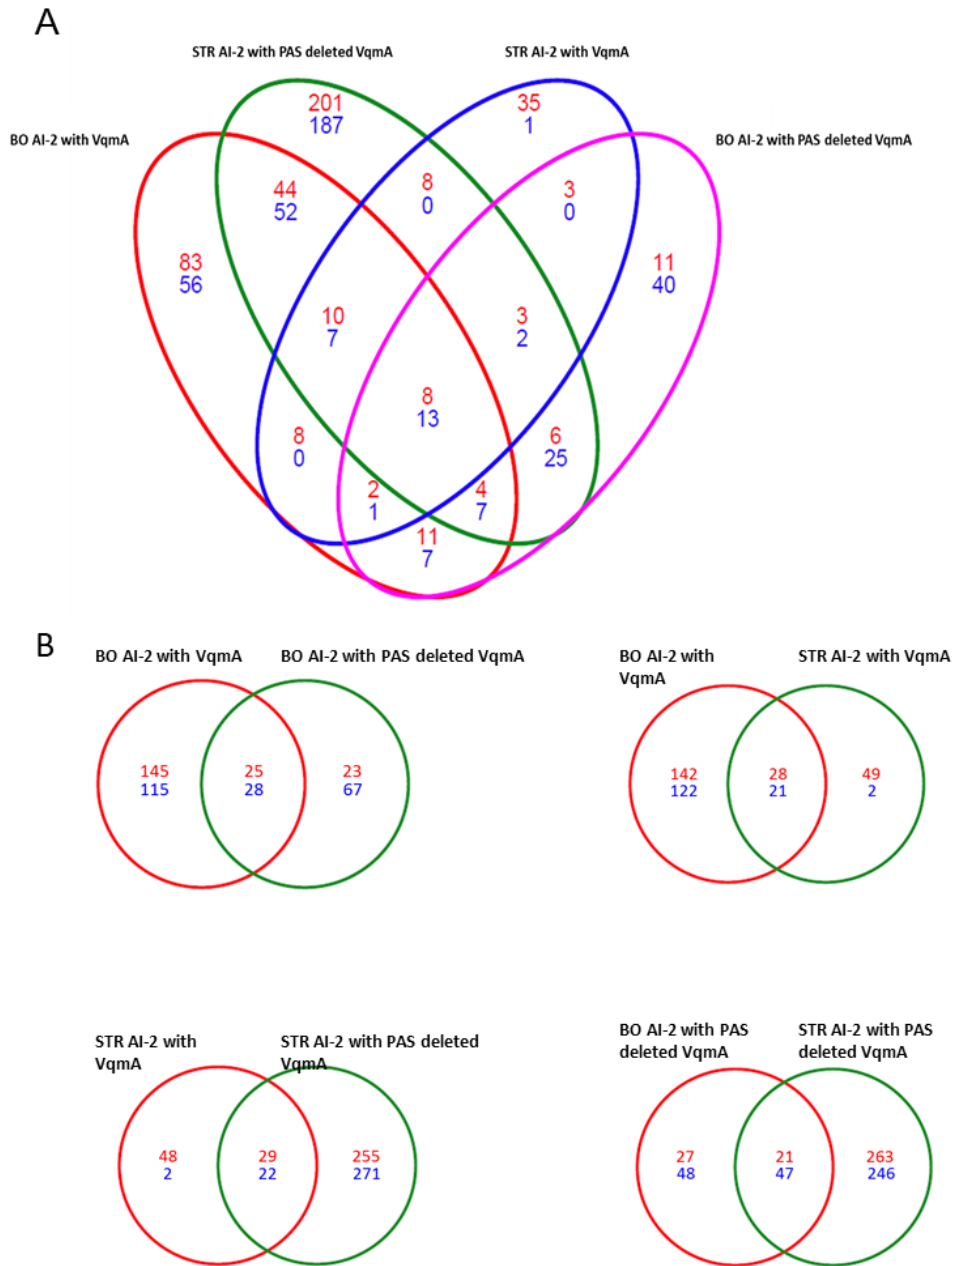 A
STR AI-2 with PAS deleted VqmA
STR AI-2 with VqmA
BO AI-2 with VqmA
BO AI-2 with PAS deleted VqmA
201
187
35
1
44
52
8
0
3
0
83
56
11
40
10
7
3
2
8
13
8
0
6
25
2
1
4
7
11
7
B
BO AI-2 with VqmA
BO AI-2 with PAS deleted VqmA
145
115
25
28
23
67
BO AI-2 with
VqmA
STR AI-2 with VqmA
142
122
28
21
49
2
STR AI-2 with
VqmA
STR AI-2 with PAS deleted
VqmA
48
2
29
22
255
271
BO AI-2 with PAS
deleted VqmA
STR AI-2 with PAS
deleted VqmA
27
48
21
47
263
246